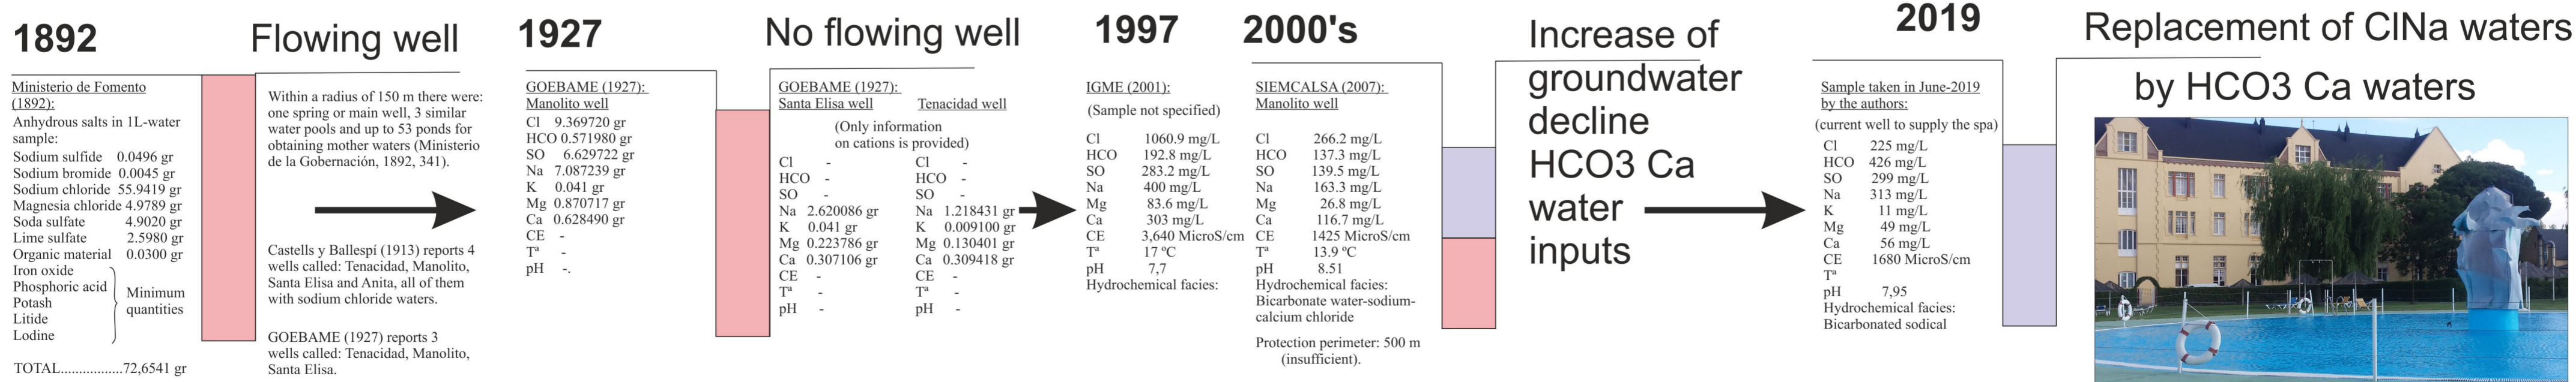 1892
Flowing well
Ministerio de Fomento
(1892):
Anhydrous salts in 1L-water
sample:
Sodium sulfide 0.0496 gr
Sodium bromide 0.0045 gr
Sodium chloride 55.9419 gr
Magnesia chloride 4.9789 gr
Soda sulfate 4.9020 gr
Lime sulfate 2.5980 gr
Organic material 0.0300 gr
Iron oxide
Phosphoric acid
Potash
Litide
Lodine
Minimum
quantities
TOTAL.................72,6541 gr
Within a radius of 150 m there were:
one spring or main well, 3 similar
water pools and up to 53 ponds for
obtaining mother waters (Ministerio
de la Gobernación, 1892, 341).
Castells y Ballespí (1913) reports 4
wells called: Tenacidad, Manolito,
Santa Elisa and Anita, all of them
with sodium chloride waters.
GOEBAME (1927) reports 3
wells called: Tenacidad, Manolito,
Santa Elisa.
1927
No flowing well
GOEBAME (1927):
Manolito well
Cl 9.369720 gr
HCO 0.571980 gr
SO 6.629722 gr
Na 7.087239 gr
K 0.041 gr
Mg 0.870717 gr
Ca 0.628490 gr
CE -
Tª -
pH -.
GOEBAME (1927):
Santa Elisa well Tenacidad well
(Only information
on cations is provided)
Cl - Cl -
HCO - HCO -
SO - SO -
Na 2.620086 gr Na 1.218431 gr
K 0.041 gr K 0.009100 gr
Mg 0.223786 gr Mg 0.130401 gr
Ca 0.307106 gr Ca 0.309418 gr
CE - CE -
Tª - Tª -
pH - pH -
1997
IGME (2001):
(Sample not specified)
Cl 1060.9 mg/L
HCO 192.8 mg/L
SO 283.2 mg/L
Na 400 mg/L
Mg 83.6 mg/L
Ca 303 mg/L
CE 3,640 MicroS/cm
Tª 17 ºC
pH 7,7
Hydrochemical facies:
2000's
SIEMCALSA (2007):
Manolito well
Cl 266.2 mg/L
HCO 137.3 mg/L
SO 139.5 mg/L
Na 163.3 mg/L
Mg 26.8 mg/L
Ca 116.7 mg/L
CE 1425 MicroS/cm
Tª 13.9 ºC
pH 8.51
Hydrochemical facies:
Bicarbonate water-sodium-
calcium chloride
Protection perimeter: 500 m
(insufficient).
Increase of
groundwater
decline
HCO3 Ca
water
inputs
2019
Sample taken in June-2019
by the authors:
(current well to supply the spa)
Cl 225 mg/L
HCO 426 mg/L
SO 299 mg/L
Na 313 mg/L
K 11 mg/L
Mg 49 mg/L
Ca 56 mg/L
CE 1680 MicroS/cm
Tª
pH 7,95
Hydrochemical facies:
Bicarbonated sodical
Replacement of ClNa waters
by HCO3 Ca waters